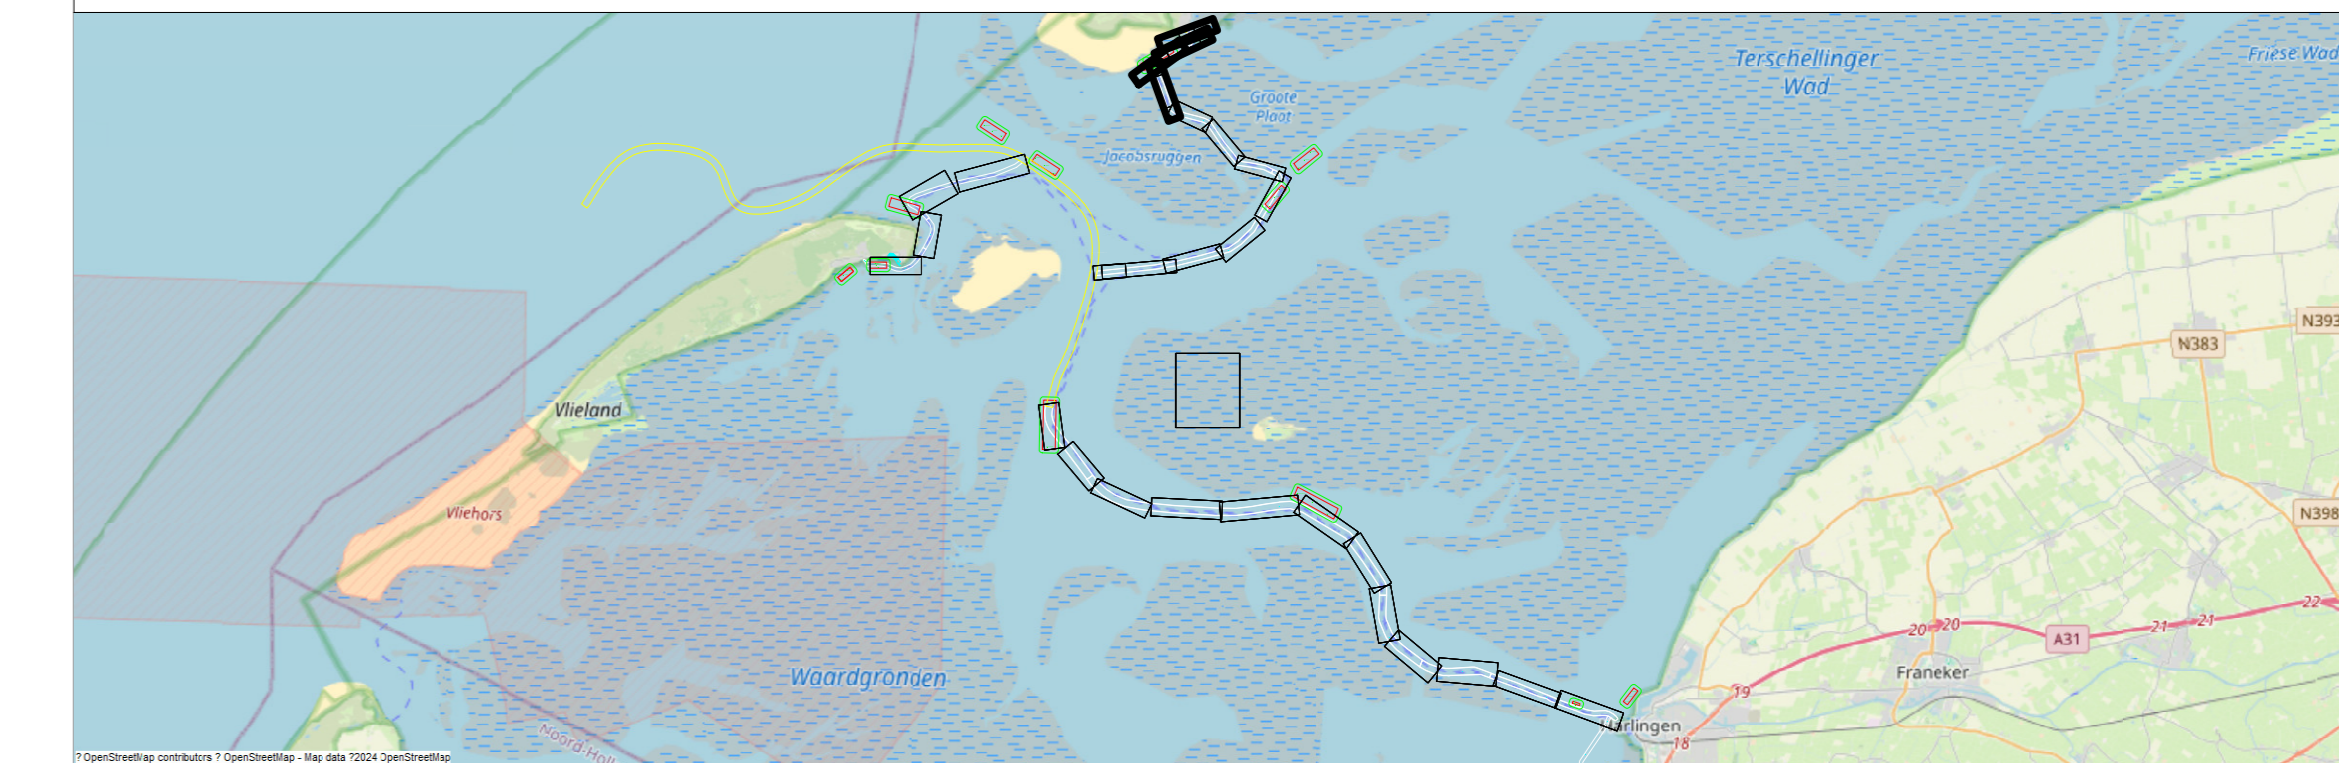 Terschellinger
Wad
Friese Wad
Groote
Plaat
Jacobsruggen
N393
N383
Vlieland
Vliehors
N398
22
21
21
20
20
A31
Franeker
Waardgronden
19
Harlingen
18
Noord-Holl
? OpenStreetMap contributors ? OpenStreetMap - Map data ?2024 OpenStreetMap